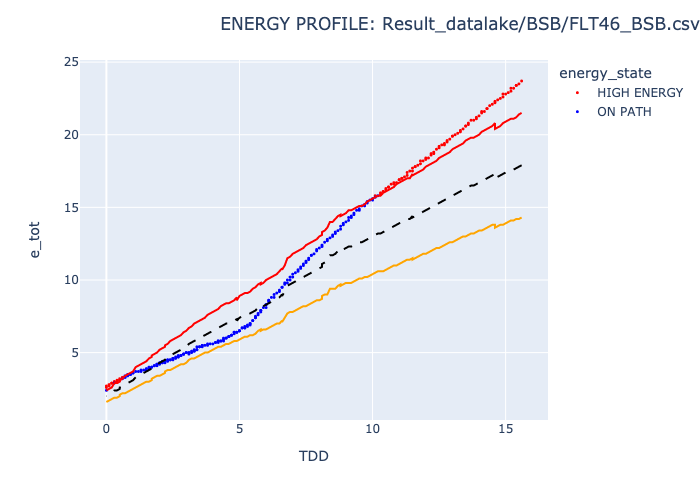 ENERGY PROFILE: Result_datalake/BSB/FLT46_BSB.csv
energy_state
HIGH ENERGY
ON PATH
e_tot
25
20
15
10
5
0
5
10
15
TDD